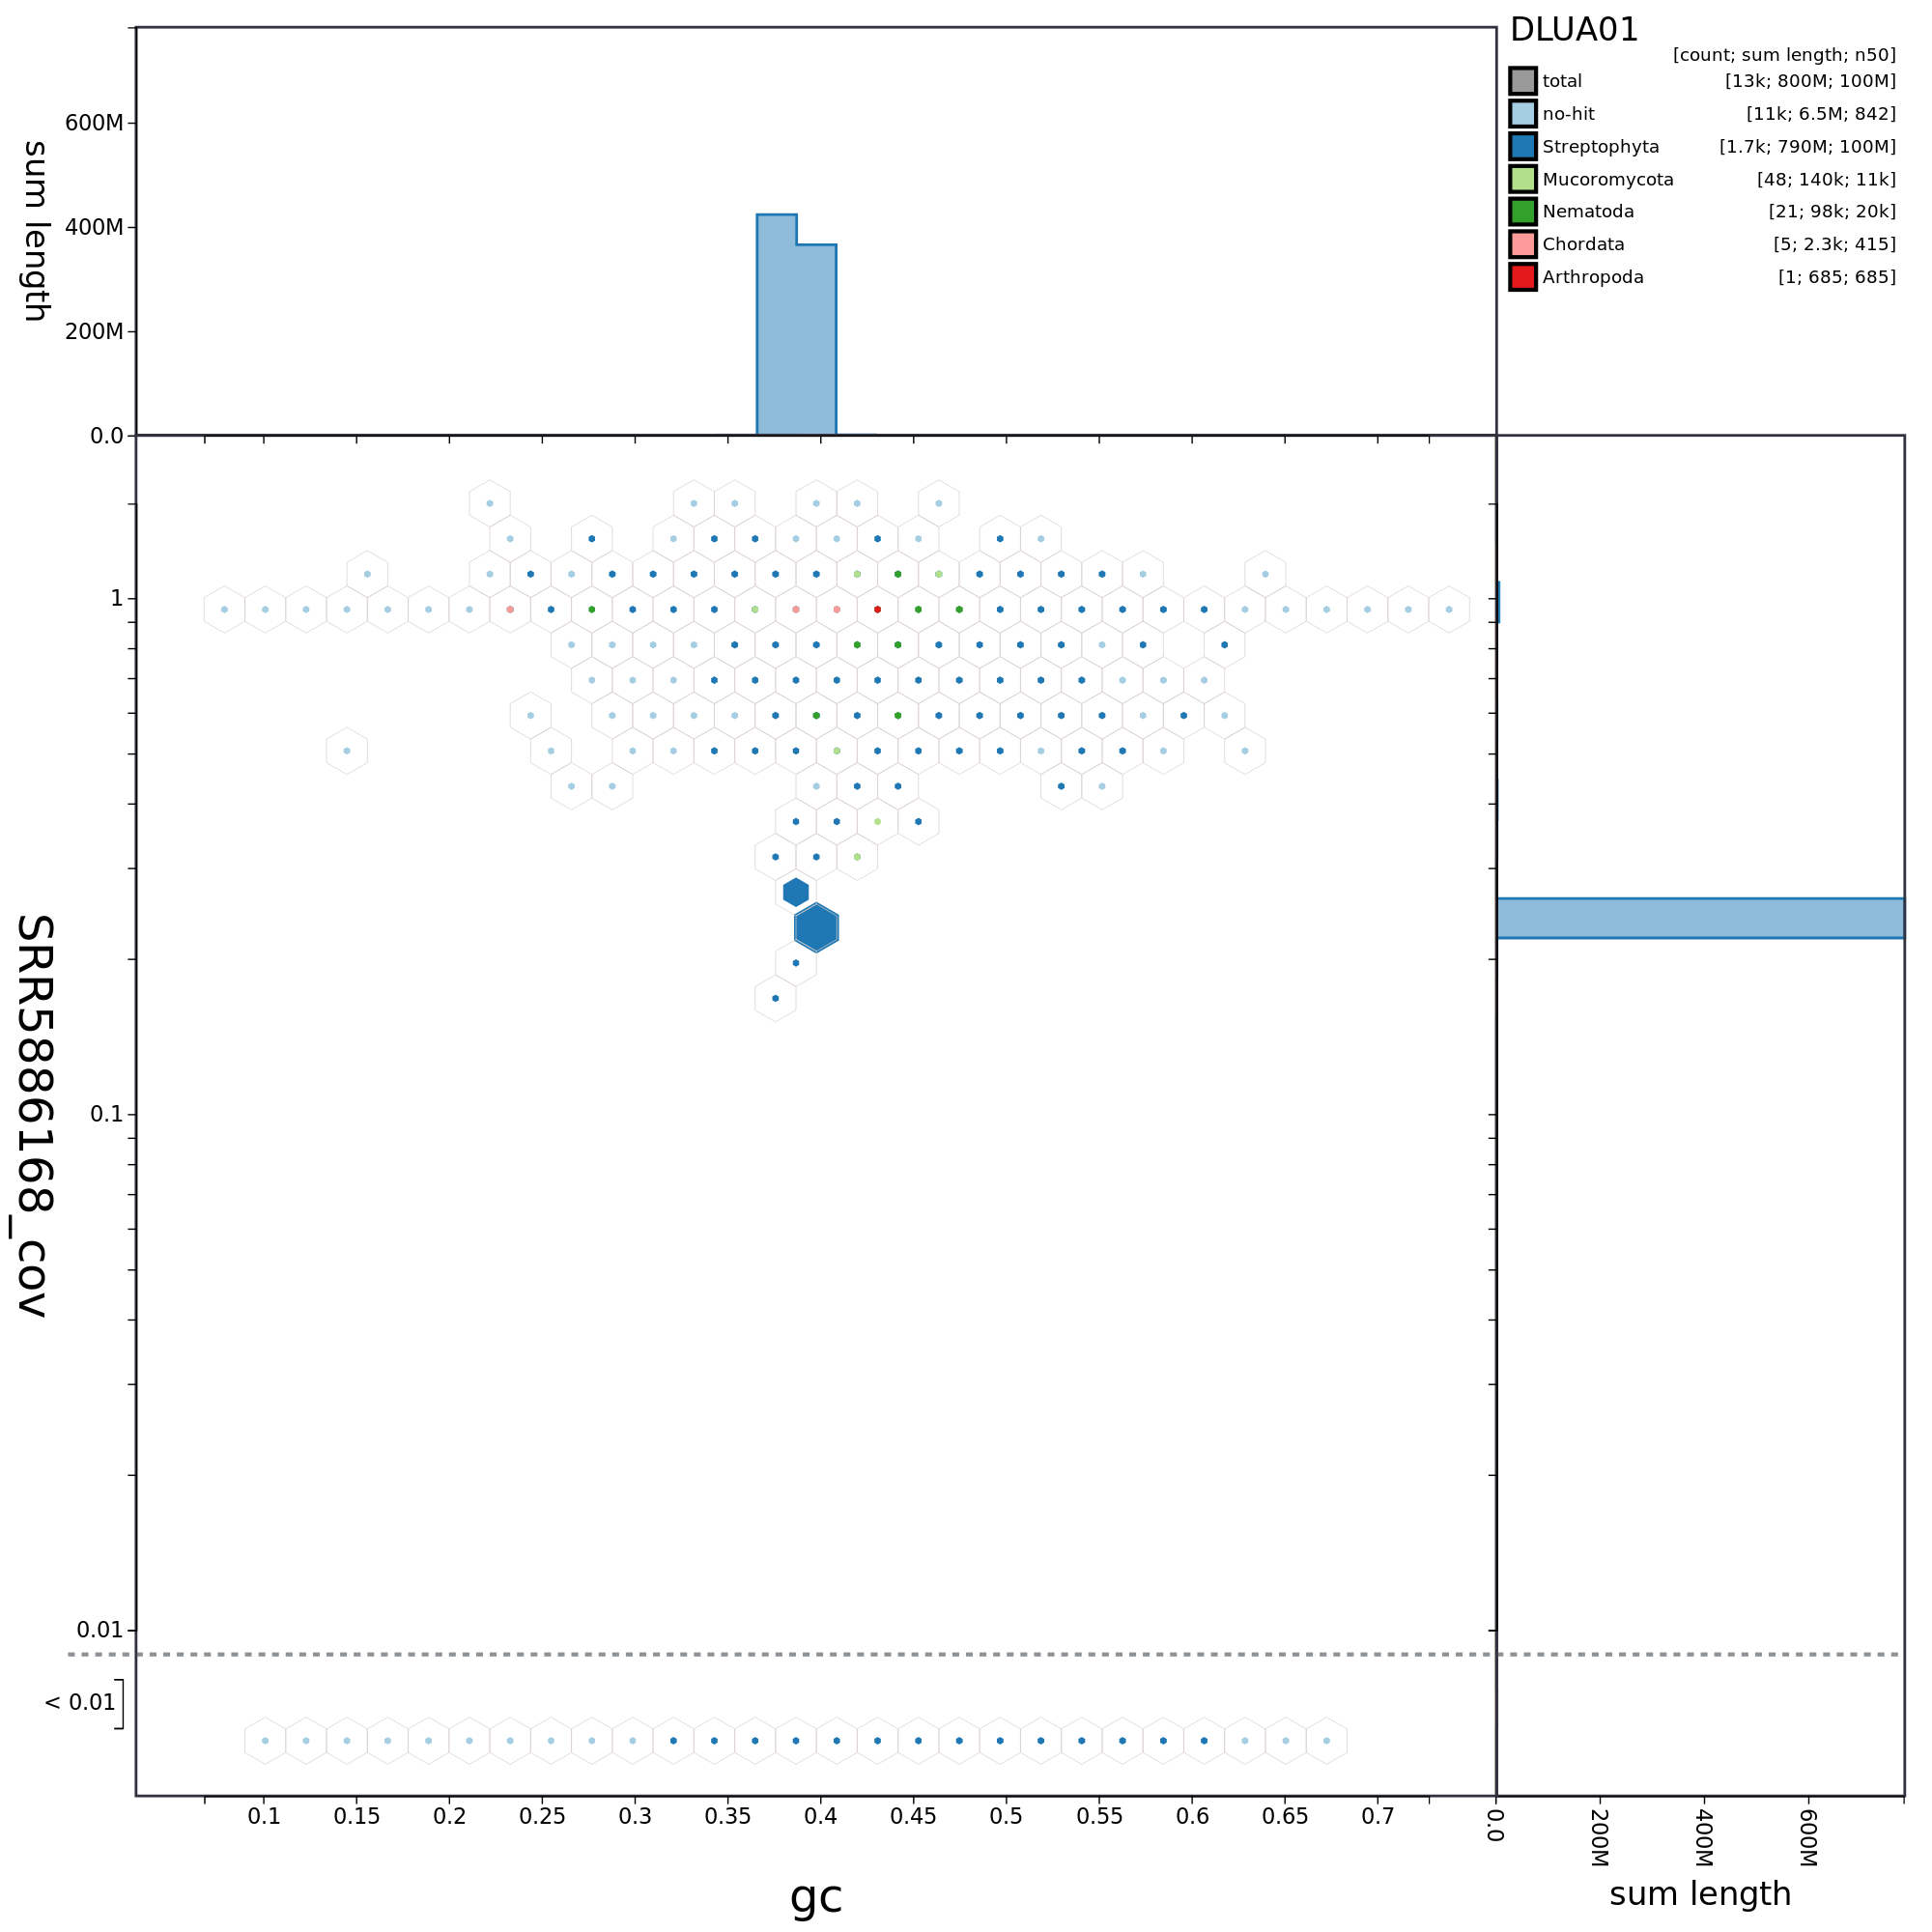 DLUA01
[count; sum length; n50]
total [13k; 800M; 100M]
no-hit [11k; 6.5M; 842]
Streptophyta [1.7k; 790M; 100M]
Mucoromycota [48; 140k; 11k]
Nematoda [21; 98k; 20k]
Chordata [5; 2.3k; 415]
Arthropoda [1; 685; 685]
sum length
600M
400M
200M
0.0
SRR5886168_cov
1
0.1
0.01
< 0.01
0.1 0.15 0.2 0.25 0.3 0.35 0.4 0.45 0.5 0.55 0.6 0.65 0.7
gc
0.0 200M 400M 600M
sum length